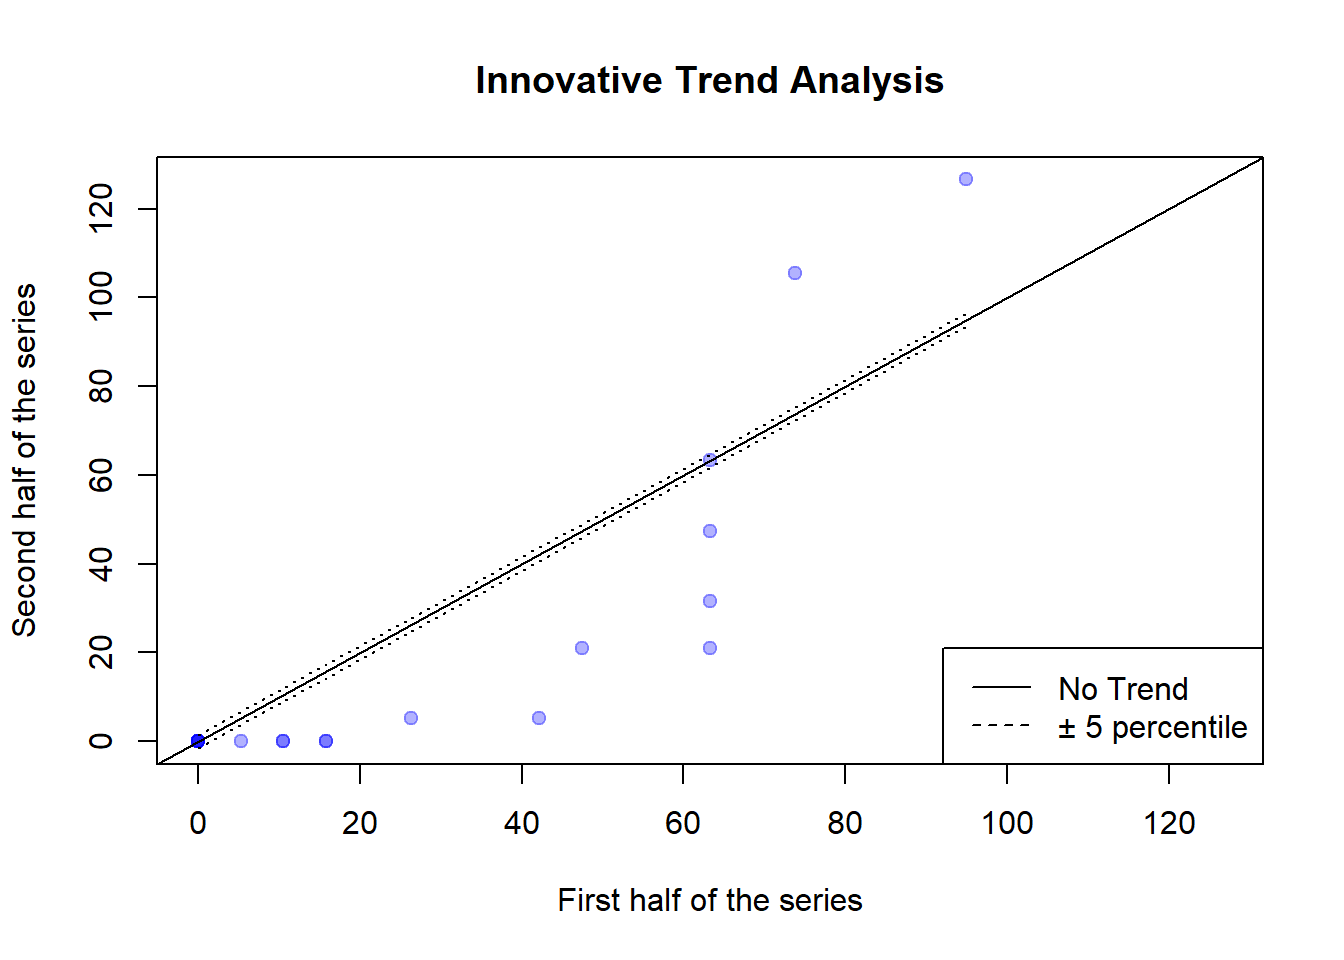 Innovative Trend Analysis
Second half of the series
120
100
80
60
40
20
0
No Trend
± 5 percentile
0 20 40 60 80 100 120
First half of the series